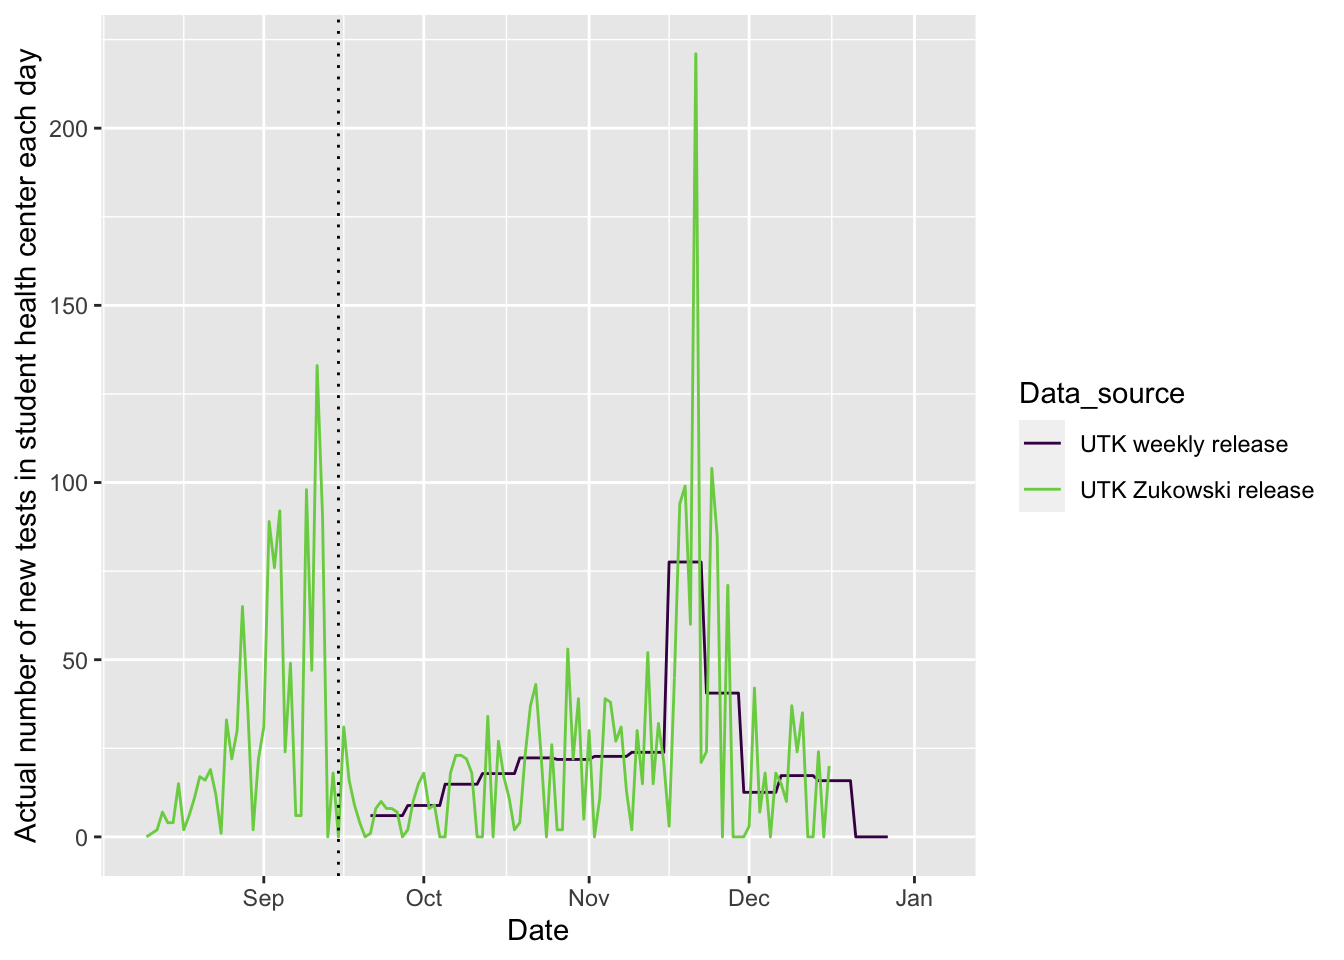 Actual number of new tests in student health center each day
200
150
100
50
0
Sep
Oct
Nov
Dec
Jan
Date
Data_source
UTK weekly release
UTK Zukowski release